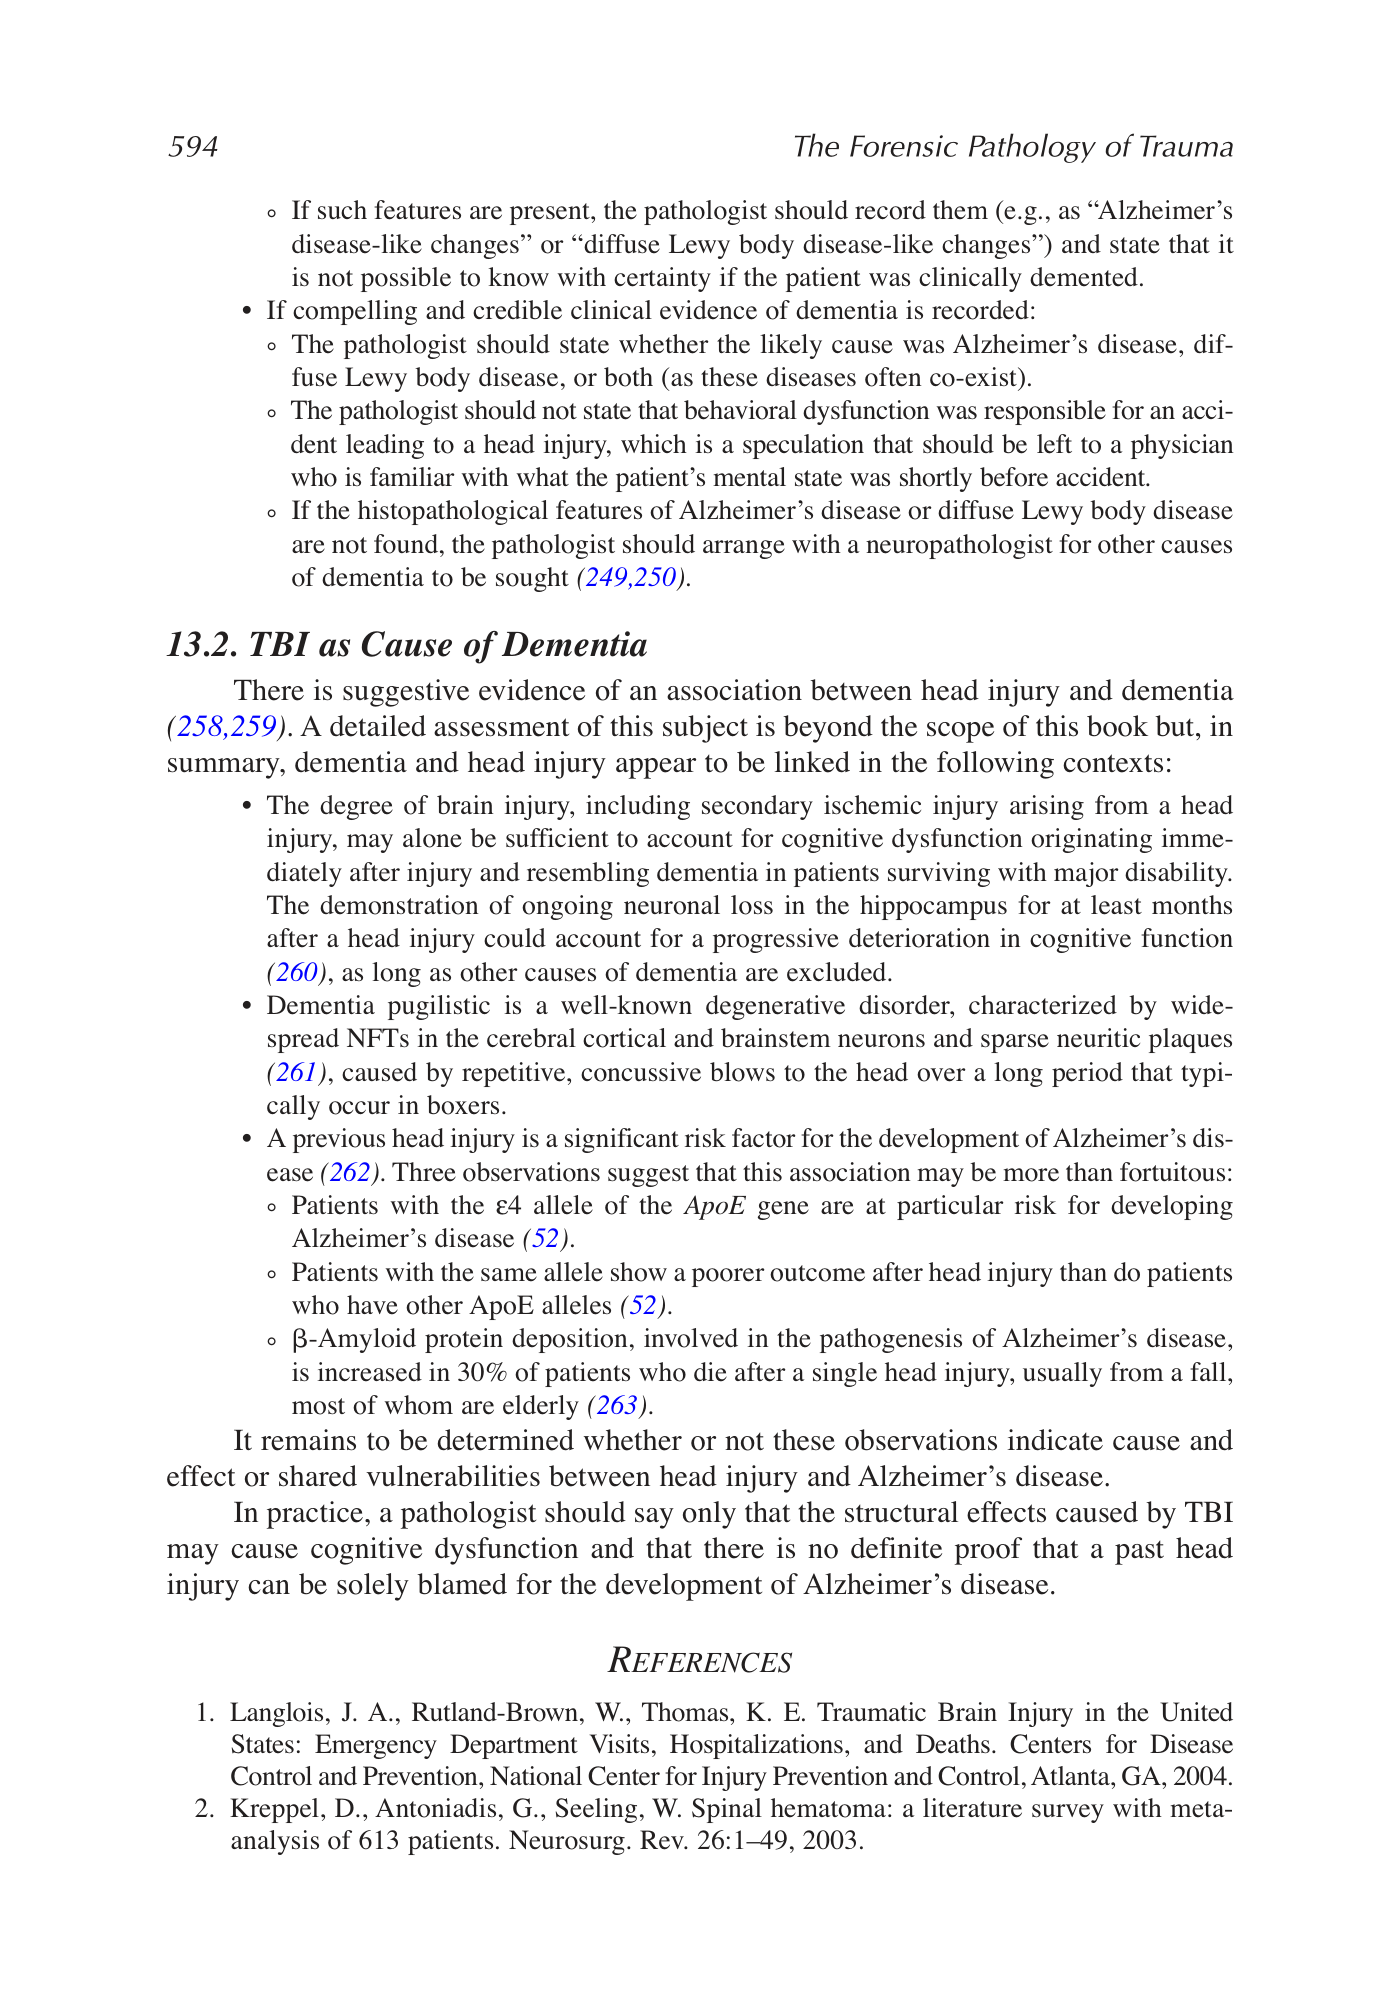 594 The Forensic Pathology of Trauma
◦ If such features are present, the pathologist should record them (e.g., as “Alzheimer’s
disease-like changes” or “diffuse Lewy body disease-like changes”) and state that it
is not possible to know with certainty if the patient was clinically demented.
• If compelling and credible clinical evidence of dementia is recorded:
◦ The pathologist should state whether the likely cause was Alzheimer’s disease, dif-
fuse Lewy body disease, or both (as these diseases often co-exist).
◦ The pathologist should not state that behavioral dysfunction was responsible for an acci-
dent leading to a head injury, which is a speculation that should be left to a physician
who is familiar with what the patient’s mental state was shortly before accident.
◦ If the histopathological features of Alzheimer’s disease or diffuse Lewy body disease
are not found, the pathologist should arrange with a neuropathologist for other causes
of dementia to be sought (249,250).
13.2. TBI as Cause of Dementia
There is suggestive evidence of an association between head injury and dementia
(258,259). A detailed assessment of this subject is beyond the scope of this book but, in
summary, dementia and head injury appear to be linked in the following contexts:
• The degree of brain injury, including secondary ischemic injury arising from a head
injury, may alone be sufficient to account for cognitive dysfunction originating imme-
diately after injury and resembling dementia in patients surviving with major disability.
The demonstration of ongoing neuronal loss in the hippocampus for at least months
after a head injury could account for a progressive deterioration in cognitive function
(260), as long as other causes of dementia are excluded.
• Dementia pugilistic is a well-known degenerative disorder, characterized by wide-
spread NFTs in the cerebral cortical and brainstem neurons and sparse neuritic plaques
(261), caused by repetitive, concussive blows to the head over a long period that typi-
cally occur in boxers.
• A previous head injury is a significant risk factor for the development of Alzheimer’s dis-
ease (262). Three observations suggest that this association may be more than fortuitous:
◦ Patients with the ε4 allele of the ApoE gene are at particular risk for developing
Alzheimer’s disease (52).
◦ Patients with the same allele show a poorer outcome after head injury than do patients
who have other ApoE alleles (52).
◦ β-Amyloid protein deposition, involved in the pathogenesis of Alzheimer’s disease,
is increased in 30% of patients who die after a single head injury, usually from a fall,
most of whom are elderly (263).
It remains to be determined whether or not these observations indicate cause and
effect or shared vulnerabilities between head injury and Alzheimer’s disease.
In practice, a pathologist should say only that the structural effects caused by TBI
may cause cognitive dysfunction and that there is no definite proof that a past head
injury can be solely blamed for the development of Alzheimer’s disease.
REFERENCES
1. Langlois, J. A., Rutland-Brown, W., Thomas, K. E. Traumatic Brain Injury in the United
States: Emergency Department Visits, Hospitalizations, and Deaths. Centers for Disease
Control and Prevention, National Center for Injury Prevention and Control, Atlanta, GA, 2004.
2. Kreppel, D., Antoniadis, G., Seeling, W. Spinal hematoma: a literature survey with meta-
analysis of 613 patients. Neurosurg. Rev. 26:1–49, 2003.